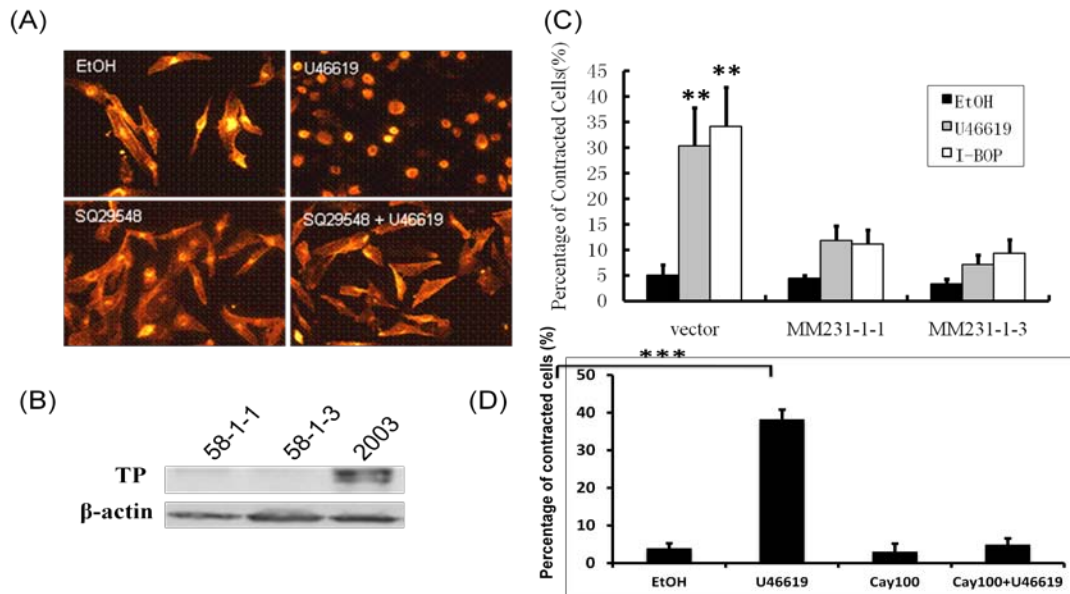 (A)
EtOH
U46619
SQ29548
SQ29548 + U46619
(B)
58-1-1
58-1-3
2003
TP
β-actin
(C)
Percentage of Contracted Cells(%)
45
40
35
30
25
20
15
10
5
0
**
**
EtOH
U46619
I-BOP
vector
MM231-1-1
MM231-1-3
(D)
Percentage of contracted cells (%)
***
50
40
30
20
10
0
EtOH
U46619
Cay100
Cay100+U46619